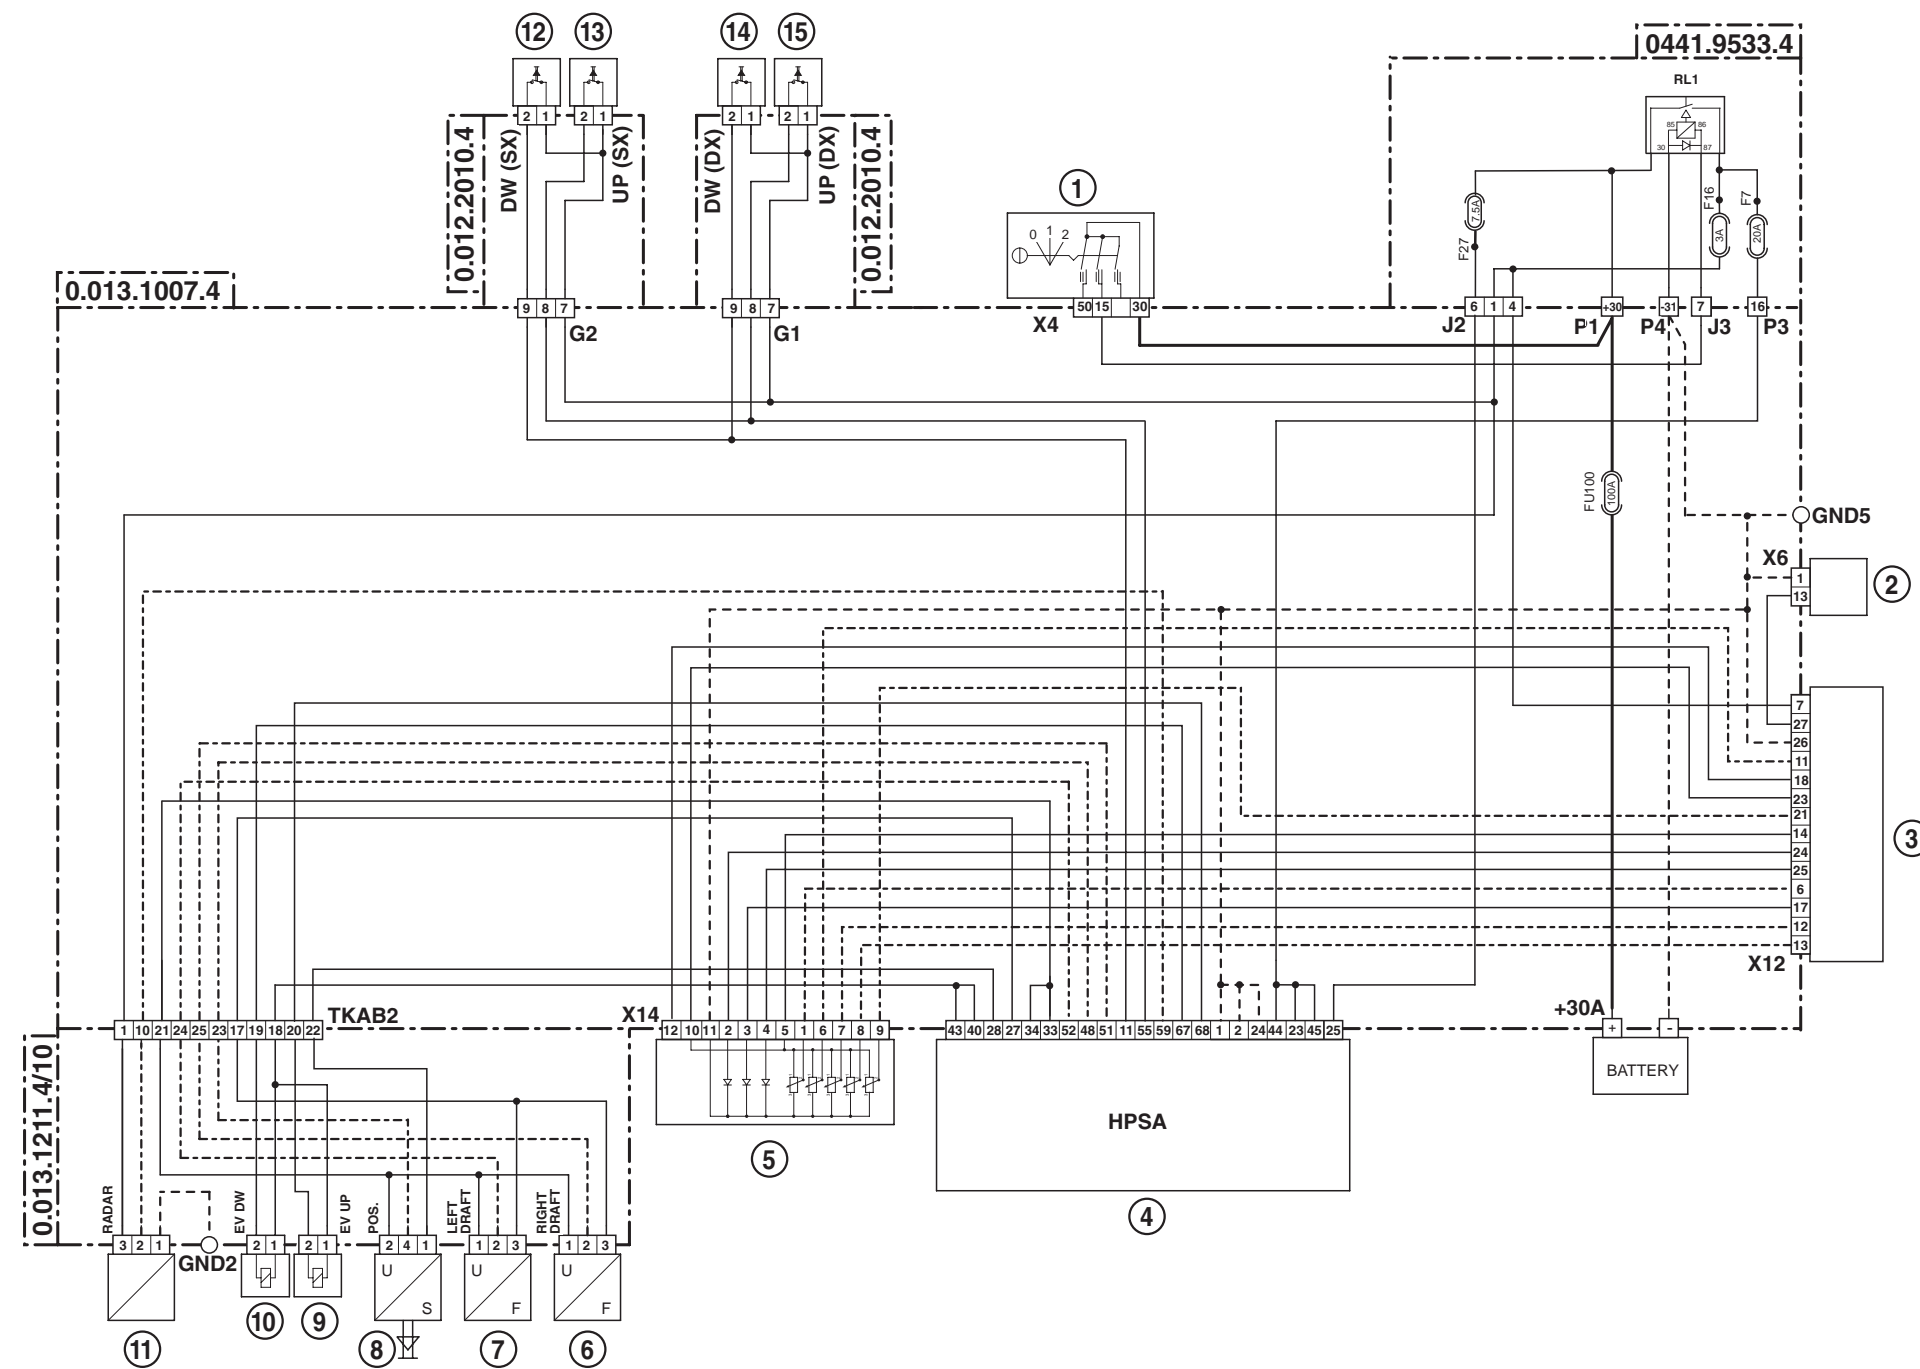 12 13 14 15
0441.9533.4
RL1
85 86
30 87
2 1 2 1 2 1 2 1
0.012.2010.4
DW (SX)
UP (SX)
DW (DX)
UP (DX)
0.012.2010.4
1
0 1 2
7.5A
F27
F16
3A
F7
20A
0.013.1007.4
9 8 7
G2
9 8 7
G1
X4
50 15 30
J2
6 1 4
P1
+30
P4
-31
7
J3
16
P3
FU100
100A
GND5
X6
1
13
2
7
27
26
11
18
23
21
14
24
25
6
17
12
13
3
X12
+30A
+ -
BATTERY
1 10 21 24 25 23 17 19 18 20 22
TKAB2
X14
12 10 11 2 3 4 5 1 6 7 8 9
43 40 28 27 34 33 52 48 51 11 55 59 67 68 1 2 24 44 23 45 25
0.013.1211.4/10
HPSA
5
4
RADAR
EV DW
EV UP
POS.
LEFT
DRAFT
RIGHT
DRAFT
3 2 1
GND2
2 1
2 1
2 4 1
1 2 3
1 2 3
U S
U F
U F
11 10 9 8 7 6